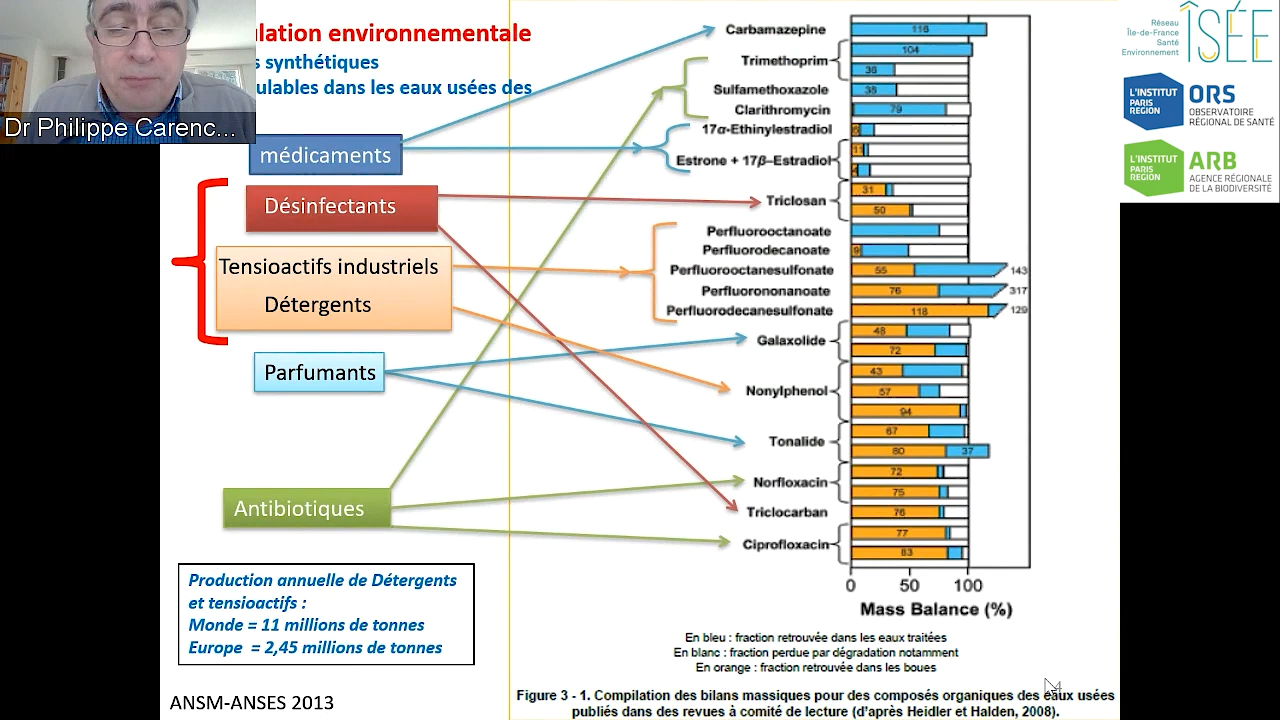 ulation environnementale
s synthétiques
ulables dans les eaux usées des
Dr Philippe Carenc...
médicaments
Désinfectants
Tensioactifs industriels
Détergents
Parfumants
Antibiotiques
Production annuelle de Détergents
et tensioactifs :
Monde = 11 millions de tonnes
Europe = 2,45 millions de tonnes
ANSM-ANSES 2013
Carbamazepine
116
Trimethoprim
104
38
Sulfamethoxazole
38
Clarithromycin
79
17α-Ethinylestradiol
Estrone + 17β-Estradiol
11
Triclosan
31
50
Perfluorooctanoate
Perfluorodecanoate
9
Perfluorooctanesulfonate
55
143
Perfluorononanoate
76
317
Perfluorodecanesulfonate
118
129
Galaxolide
48
72
Nonylphenol
43
57
94
Tonalide
67
80
37
Norfloxacin
72
75
Triclocarban
76
Ciprofloxacin
77
83
0
50
100
Mass Balance (%)
En bleu : fraction retrouvée dans les eaux traitées
En blanc : fraction perdue par dégradation notamment
En orange : fraction retrouvée dans les boues
Figure 3 - 1. Compilation des bilans massiques pour des composés organiques des eaux usées
publiés dans des revues à comité de lecture (d'après Heidler et Halden, 2008).
Réseau
Île-de-France
Santé
Environnement
ÎSÉE
L'INSTITUT
PARIS
REGION
ORS
OBSERVATOIRE
RÉGIONAL DE SANTÉ
L'INSTITUT
PARIS
REGION
ARB
AGENCE RÉGIONALE
DE LA BIODIVERSITÉ